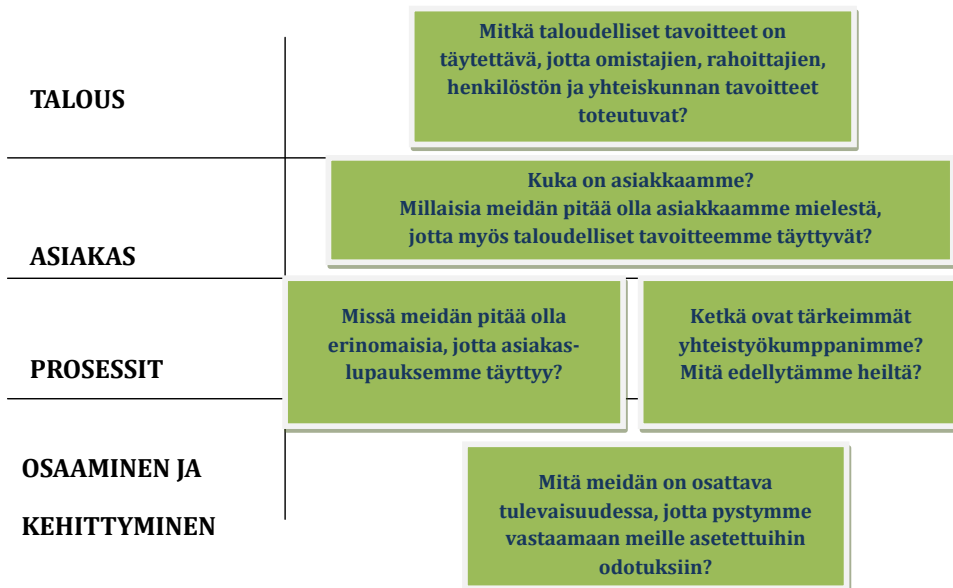 TALOUS
Mitkä taloudelliset tavoitteet on
täytettävä, jotta omistajien, rahoittajien,
henkilöstön ja yhteiskunnan tavoitteet
toteutuvat?
ASIAKAS
Kuka on asiakkaamme?
Millaisia meidän pitää olla asiakkaamme mielestä,
jotta myös taloudelliset tavoitteemme täyttyvät?
PROSESSIT
Missä meidän pitää olla
erinomaisia, jotta asiakas-
lupauksemme täyttyy?
Ketkä ovat tärkeimmät
yhteistyökumppanimme?
Mitä edellytämme heiltä?
OSAAMINEN JA
KEHITTYMINEN
Mitä meidän on osattava
tulevaisuudessa, jotta pystymme
vastaamaan meille asetettuihin
odotuksiin?